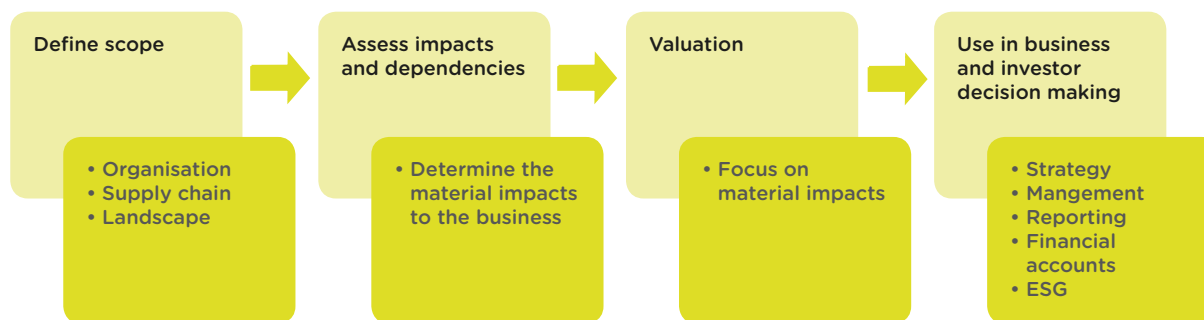 Define scope
• Organisation
• Supply chain
• Landscape
Assess impacts
and dependencies
• Determine the
material impacts
to the business
Valuation
• Focus on
material impacts
Use in business
and investor
decision making
• Strategy
• Mangement
• Reporting
• Financial
accounts
• ESG